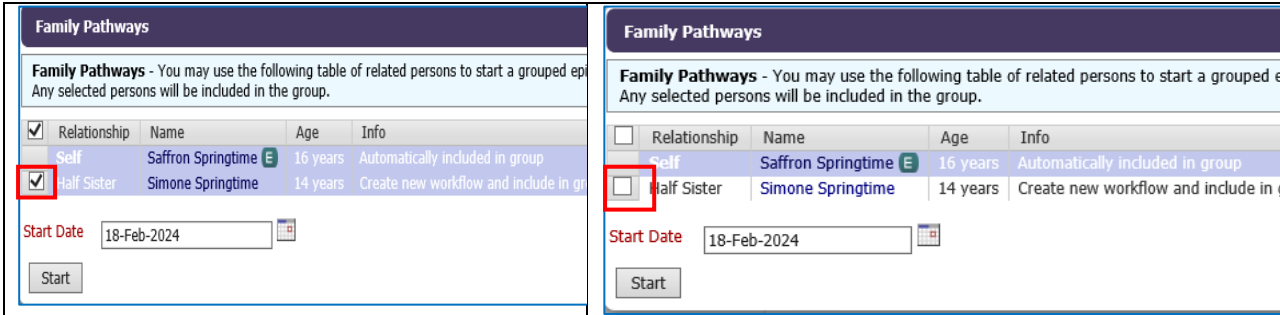 Family Pathways
Family Pathways - You may use the following table of related persons to start a grouped epi
Any selected persons will be included in the group.
Relationship Name Age Info
Self Saffron Springtime E 16 years Automatically included in group
Half Sister Simone Springtime 14 years Create new workflow and include in gr
Start Date 18-Feb-2024
Start
Family Pathways
Family Pathways - You may use the following table of related persons to start a grouped e
Any selected persons will be included in the group.
Relationship Name Age Info
Self Saffron Springtime E 16 years Automatically included in group
Half Sister Simone Springtime 14 years Create new workflow and include in g
Start Date 18-Feb-2024
Start